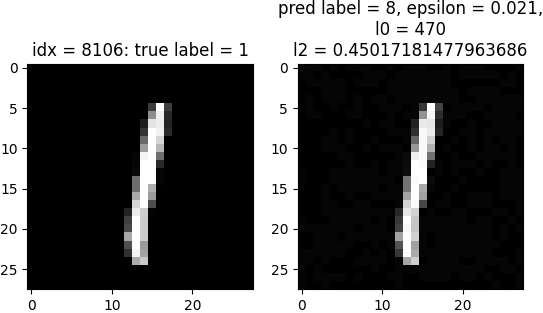 idx = 8106: true label = 1
0
5
10
15
20
25
0 10 20
pred label = 8, epsilon = 0.021,
l0 = 470
l2 = 0.45017181477963686
0
5
10
15
20
25
0 10 20